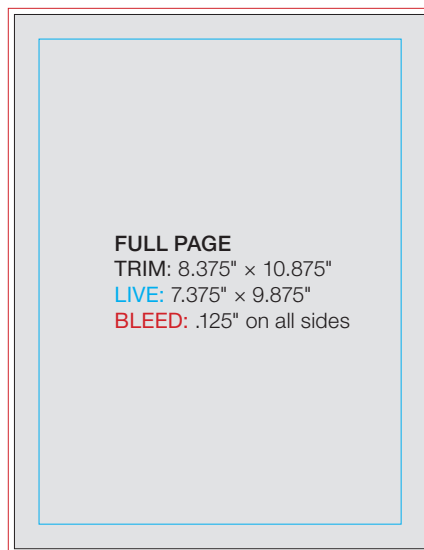 FULL PAGE
TRIM: 8.375" × 10.875"
LIVE: 7.375" × 9.875"
BLEED: .125" on all sides